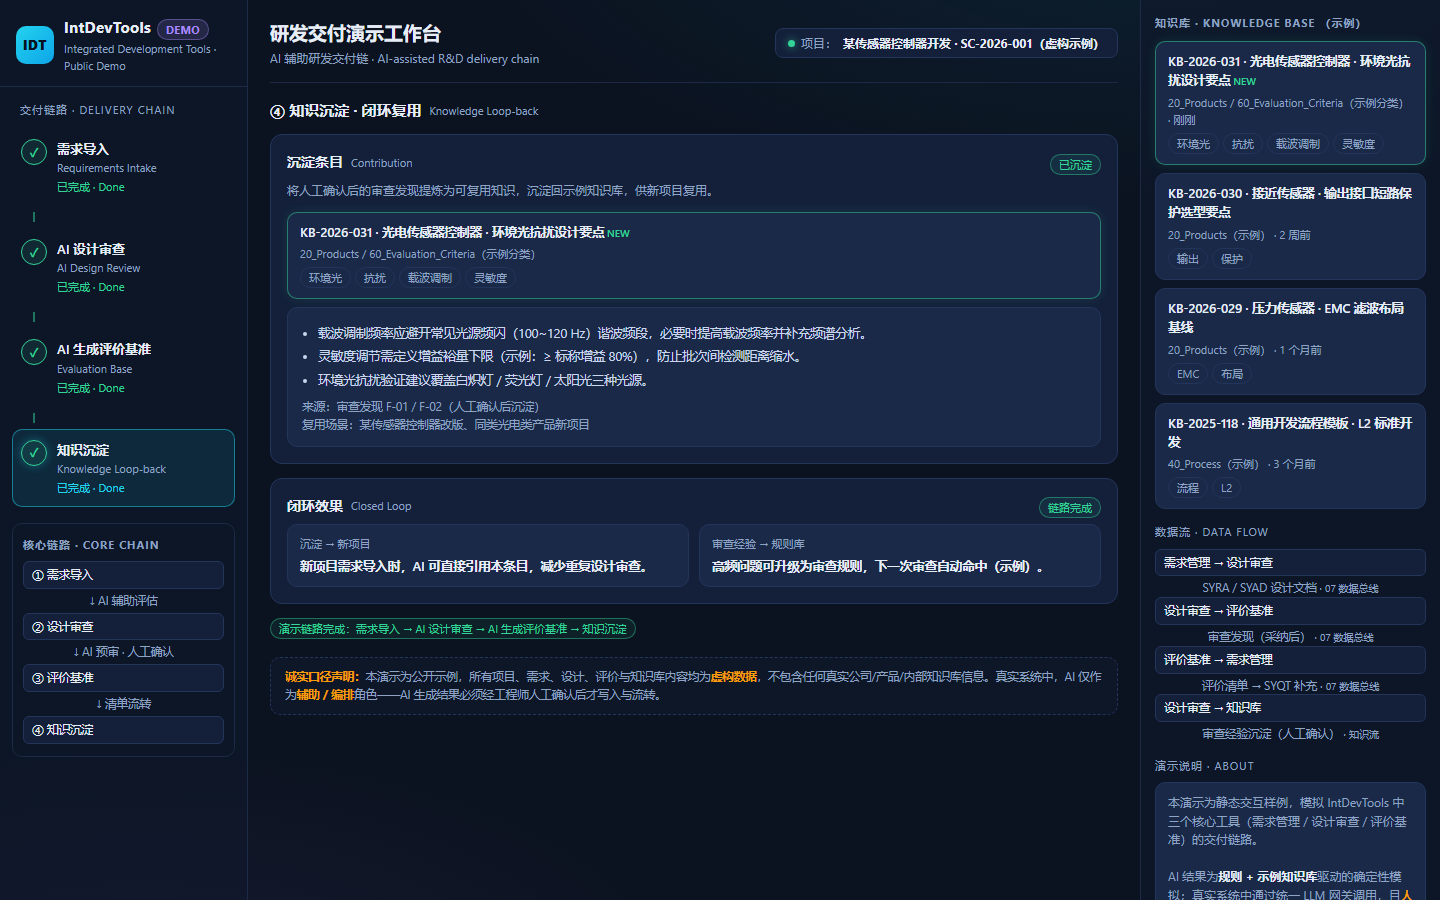 IDT
IntDevTools DEMO
Integrated Development Tools ·
Public Demo
交付链路 · DELIVERY CHAIN
✓ 需求导入
Requirements Intake
已完成 · Done
✓ AI 设计审查
AI Design Review
已完成 · Done
✓ AI 生成评价基准
Evaluation Base
已完成 · Done
✓ 知识沉淀
Knowledge Loop-back
已完成 · Done
核心链路 · CORE CHAIN
① 需求导入
↓ AI 辅助评估
② 设计审查
↓ AI 预审 · 人工确认
③ 评价基准
↓ 清单流转
④ 知识沉淀
研发交付演示工作台
AI 辅助研发交付链 · AI-assisted R&D delivery chain
项目： 某传感器控制器开发 · SC-2026-001（虚构示例）
④ 知识沉淀 · 闭环复用 Knowledge Loop-back
沉淀条目 Contribution 已沉淀
将人工确认后的审查发现提炼为可复用知识，沉淀回示例知识库，供新项目复用。
KB-2026-031 · 光电传感器控制器 · 环境光抗扰设计要点 NEW
20_Products / 60_Evaluation_Criteria（示例分类）
环境光 抗扰 载波调制 灵敏度
• 载波调制频率应避开常见光源频闪（100~120 Hz）谐波频段，必要时提高载波频率并补充频谱分析。
• 灵敏度调节需定义增益裕量下限（示例：≥ 标称增益 80%），防止批次间检测距离缩水。
• 环境光抗扰验证建议覆盖白炽灯 / 荧光灯 / 太阳光三种光源。
来源：审查发现 F-01 / F-02（人工确认后沉淀）
复用场景：某传感器控制器改版、同类光电类产品新项目
闭环效果 Closed Loop 链路完成
沉淀 → 新项目
新项目需求导入时，AI 可直接引用本条目，减少重复设计审查。
审查经验 → 规则库
高频问题可升级为审查规则，下一次审查自动命中（示例）。
演示链路完成：需求导入 → AI 设计审查 → AI 生成评价基准 → 知识沉淀
诚实口径声明：本演示为公开示例，所有项目、需求、设计、评价与知识库内容均为虚构数据，不包含任何真实公司/产品/内部知识库信息。真实系统中，AI 仅作
为辅助 / 编排角色——AI 生成结果必须经工程师人工确认后才写入与流转。
知识库 · KNOWLEDGE BASE （示例）
KB-2026-031 · 光电传感器控制器 · 环境光抗
扰设计要点 NEW
20_Products / 60_Evaluation_Criteria（示例分类）
· 刚刚
环境光 抗扰 载波调制 灵敏度
KB-2026-030 · 接近传感器 · 输出接口短路保
护选型要点
20_Products（示例） · 2 周前
输出 保护
KB-2026-029 · 压力传感器 · EMC 滤波布局
基线
20_Products（示例） · 1 个月前
EMC 布局
KB-2025-118 · 通用开发流程模板 · L2 标准开
发
40_Process（示例） · 3 个月前
流程 L2
数据流 · DATA FLOW
需求管理 → 设计审查
SYRA / SYAD 设计文档 · 07 数据总线
设计审查 → 评价基准
审查发现（采纳后） · 07 数据总线
评价基准 → 需求管理
评价清单 → SYQT 补充 · 07 数据总线
设计审查 → 知识库
审查经验沉淀（人工确认） · 知识流
演示说明 · ABOUT
本演示为静态交互样例，模拟 IntDevTools 中
三个核心工具（需求管理 / 设计审查 / 评价基
准）的交付链路。
AI 结果为规则 + 示例知识库驱动的确定性模
拟；真实系统中通过统一 LLM 网关调用，且人